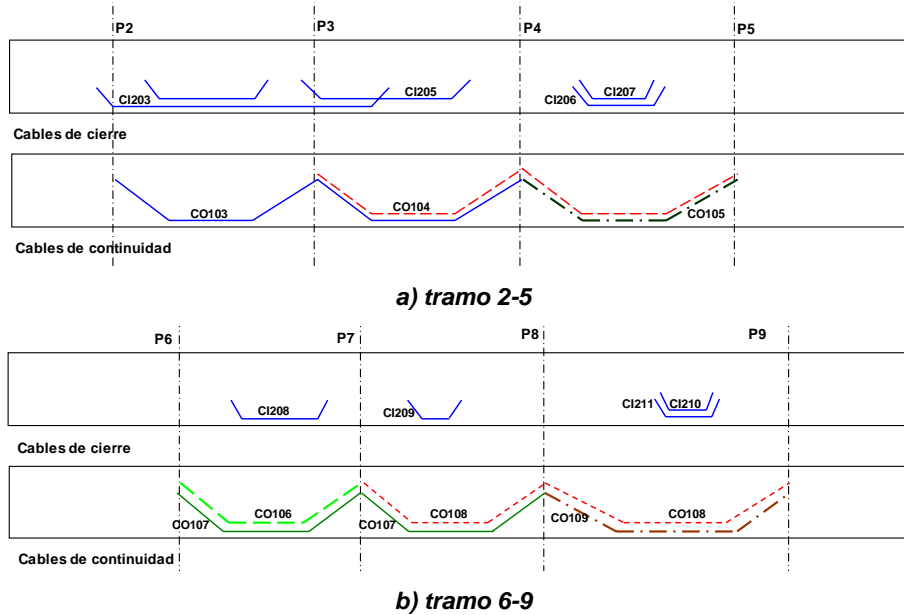 P2
P3
P4
P5
CI203
CI205
CI207
CI206
Cables de cierre
CO103
CO104
CO105
Cables de continuidad
a) tramo 2-5
P6
P7
P8
P9
CI208
CI209
CI211
CI210
Cables de cierre
CO107
CO106
CO107
CO108
CO109
CO108
Cables de continuidad
b) tramo 6-9